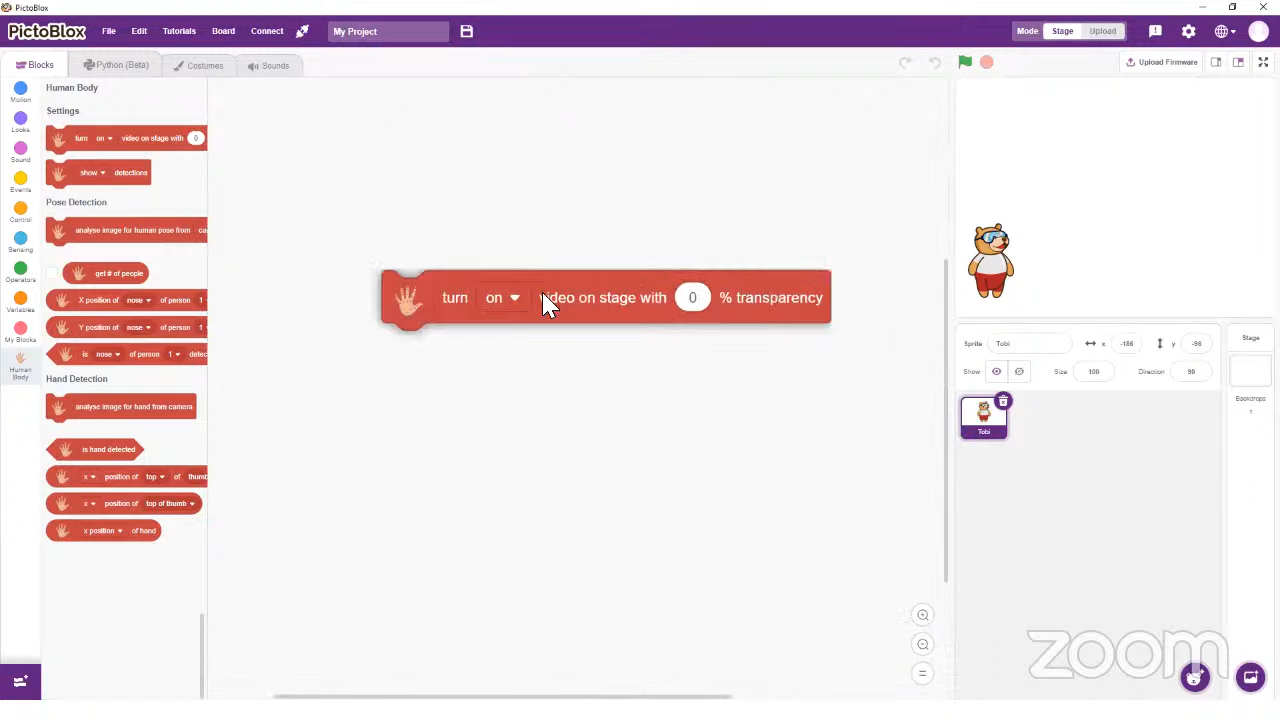 PictoBlox
PictoBlox File Edit Tutorials Board Connect My Project Mode Stage Upload
Blocks Python (Beta) Costumes Sounds Upload Firmware
Motion
Looks
Sound
Events
Control
Sensing
Operators
Variables
My Blocks
Human
Body
Human Body
Settings
turn on video on stage with 0
show detections
Pose Detection
analyse image for human pose from
get # of people
X position of nose of person 1
Y position of nose of person 1
is nose of person 1
Hand Detection
analyse image for hand from camera
is hand detected
x position of top of
x position of top of thumb
x position of hand
turn on video on stage with 0 % transparency
Sprite Tobi x -186 y -96
Show Size 100 Direction 90
Tobi
Stage
Backdrops
1
zoom